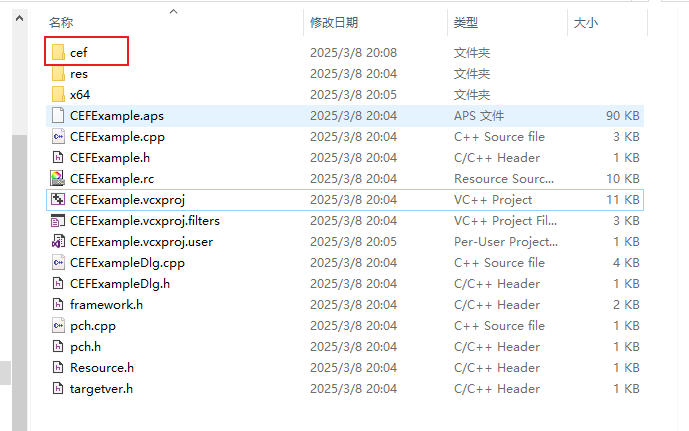 名称 修改日期 类型 大小
cef 2025/3/8 20:08 文件夹
res 2025/3/8 20:04 文件夹
x64 2025/3/8 20:05 文件夹
CEFExample.aps 2025/3/8 20:04 APS 文件 90 KB
CEFExample.cpp 2025/3/8 20:04 C++ Source file 3 KB
CEFExample.h 2025/3/8 20:04 C/C++ Header 1 KB
CEFExample.rc 2025/3/8 20:04 Resource Sourc... 10 KB
CEFExample.vcxproj 2025/3/8 20:04 VC++ Project 11 KB
CEFExample.vcxproj.filters 2025/3/8 20:04 VC++ Project Fil... 3 KB
CEFExample.vcxproj.user 2025/3/8 20:05 Per-User Project... 1 KB
CEFExampleDlg.cpp 2025/3/8 20:04 C++ Source file 4 KB
CEFExampleDlg.h 2025/3/8 20:04 C/C++ Header 1 KB
framework.h 2025/3/8 20:04 C/C++ Header 2 KB
pch.cpp 2025/3/8 20:04 C++ Source file 1 KB
pch.h 2025/3/8 20:04 C/C++ Header 1 KB
Resource.h 2025/3/8 20:04 C/C++ Header 1 KB
targetver.h 2025/3/8 20:04 C/C++ Header 1 KB